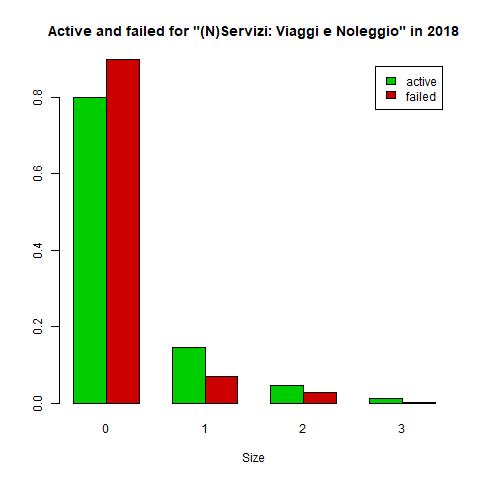 Active and failed for "(N)Servizi: Viaggi e Noleggio" in 2018
active
failed
0.8
0.6
0.4
0.2
0.0
0 1 2 3
Size